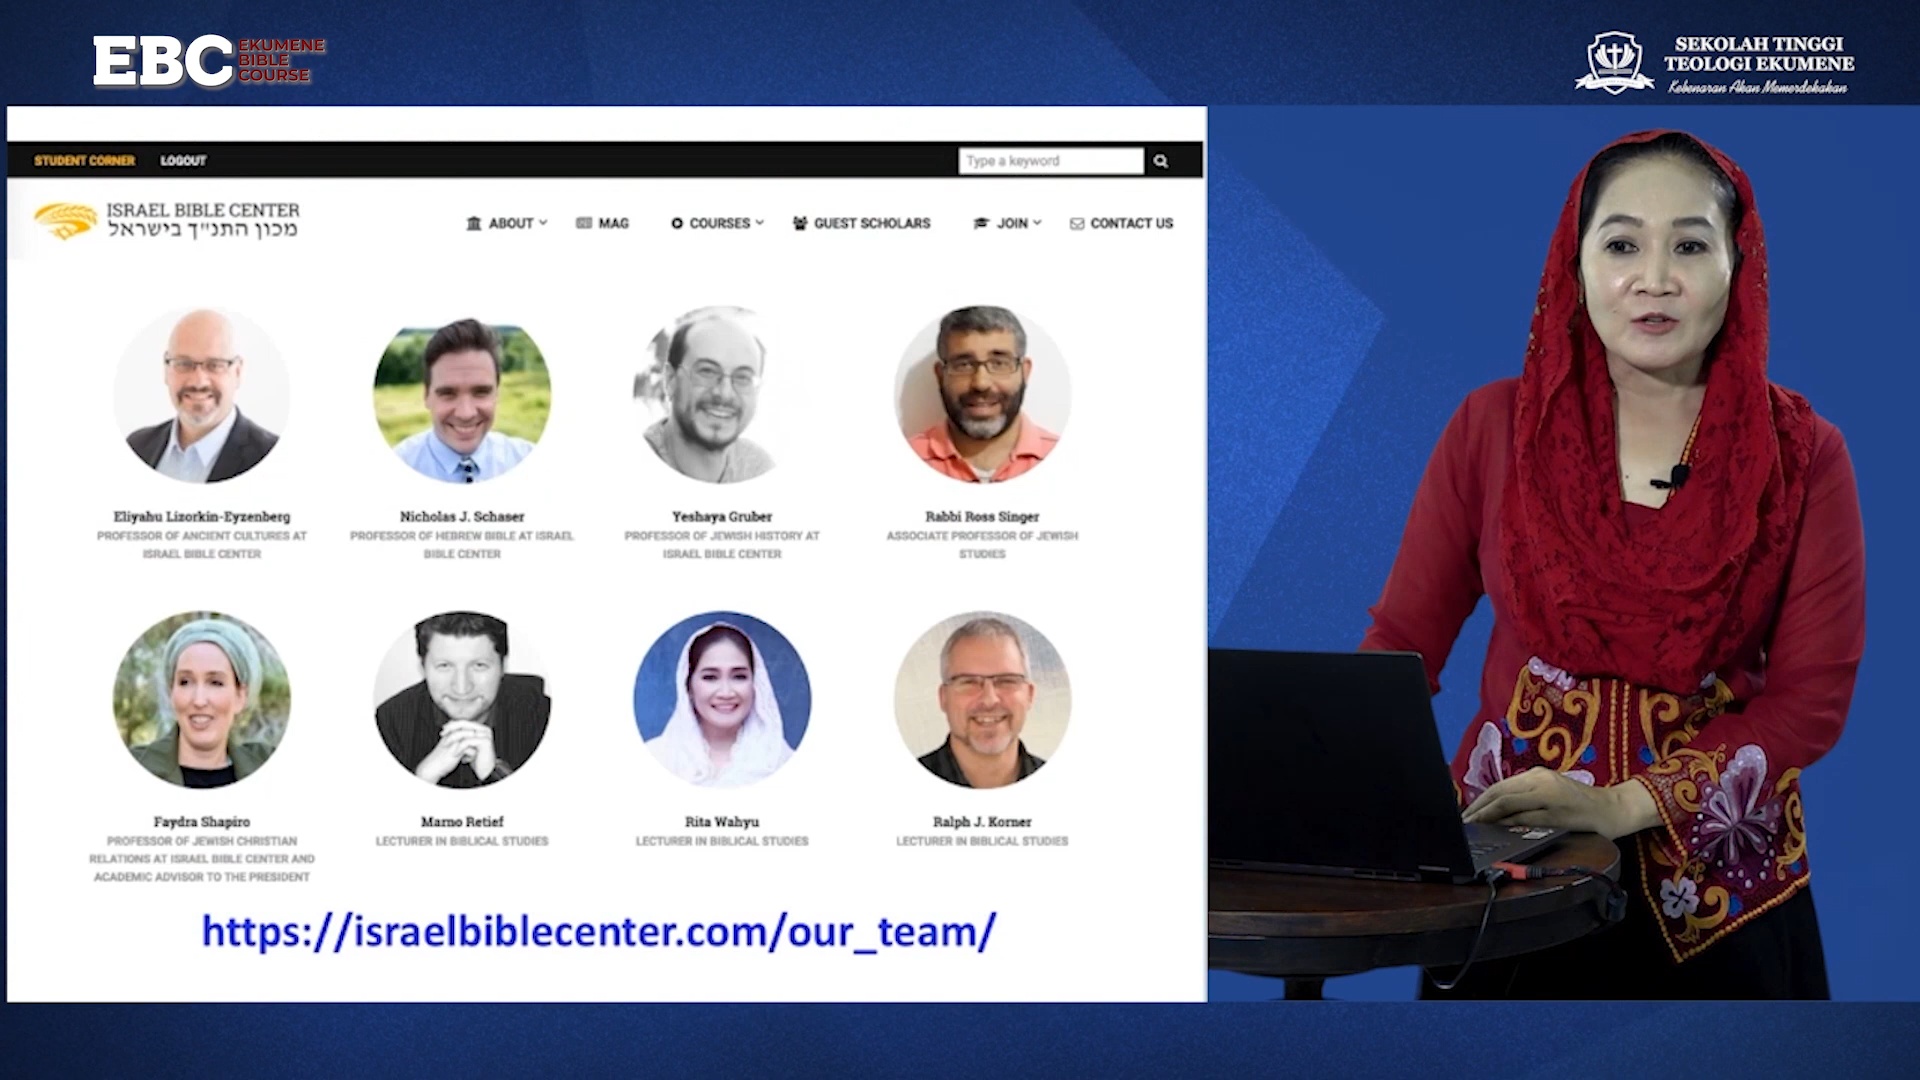 EBC
EKUMENE
BIBLE
COURSE
SEKOLAH TINGGI
TEOLOGI EKUMENE
Kebenaran Akan Memerdekakan
STUDENT CORNER
LOGOUT
Type a keyword
ISRAEL BIBLE CENTER
מכון התנ"ך בישראל
ABOUT
MAG
COURSES
GUEST SCHOLARS
JOIN
CONTACT US
Eliyahu Lizorkin-Eyzenberg
PROFESSOR OF ANCIENT CULTURES AT
ISRAEL BIBLE CENTER
Nicholas J. Schaser
PROFESSOR OF HEBREW BIBLE AT ISRAEL
BIBLE CENTER
Yeshaya Gruber
PROFESSOR OF JEWISH HISTORY AT
ISRAEL BIBLE CENTER
Rabbi Ross Singer
ASSOCIATE PROFESSOR OF JEWISH
STUDIES
Faydra Shapiro
PROFESSOR OF JEWISH CHRISTIAN
RELATIONS AT ISRAEL BIBLE CENTER AND
ACADEMIC ADVISOR TO THE PRESIDENT
Marno Retief
LECTURER IN BIBLICAL STUDIES
Rita Wahyu
LECTURER IN BIBLICAL STUDIES
Ralph J. Korner
LECTURER IN BIBLICAL STUDIES
https://israelbiblecenter.com/our_team/